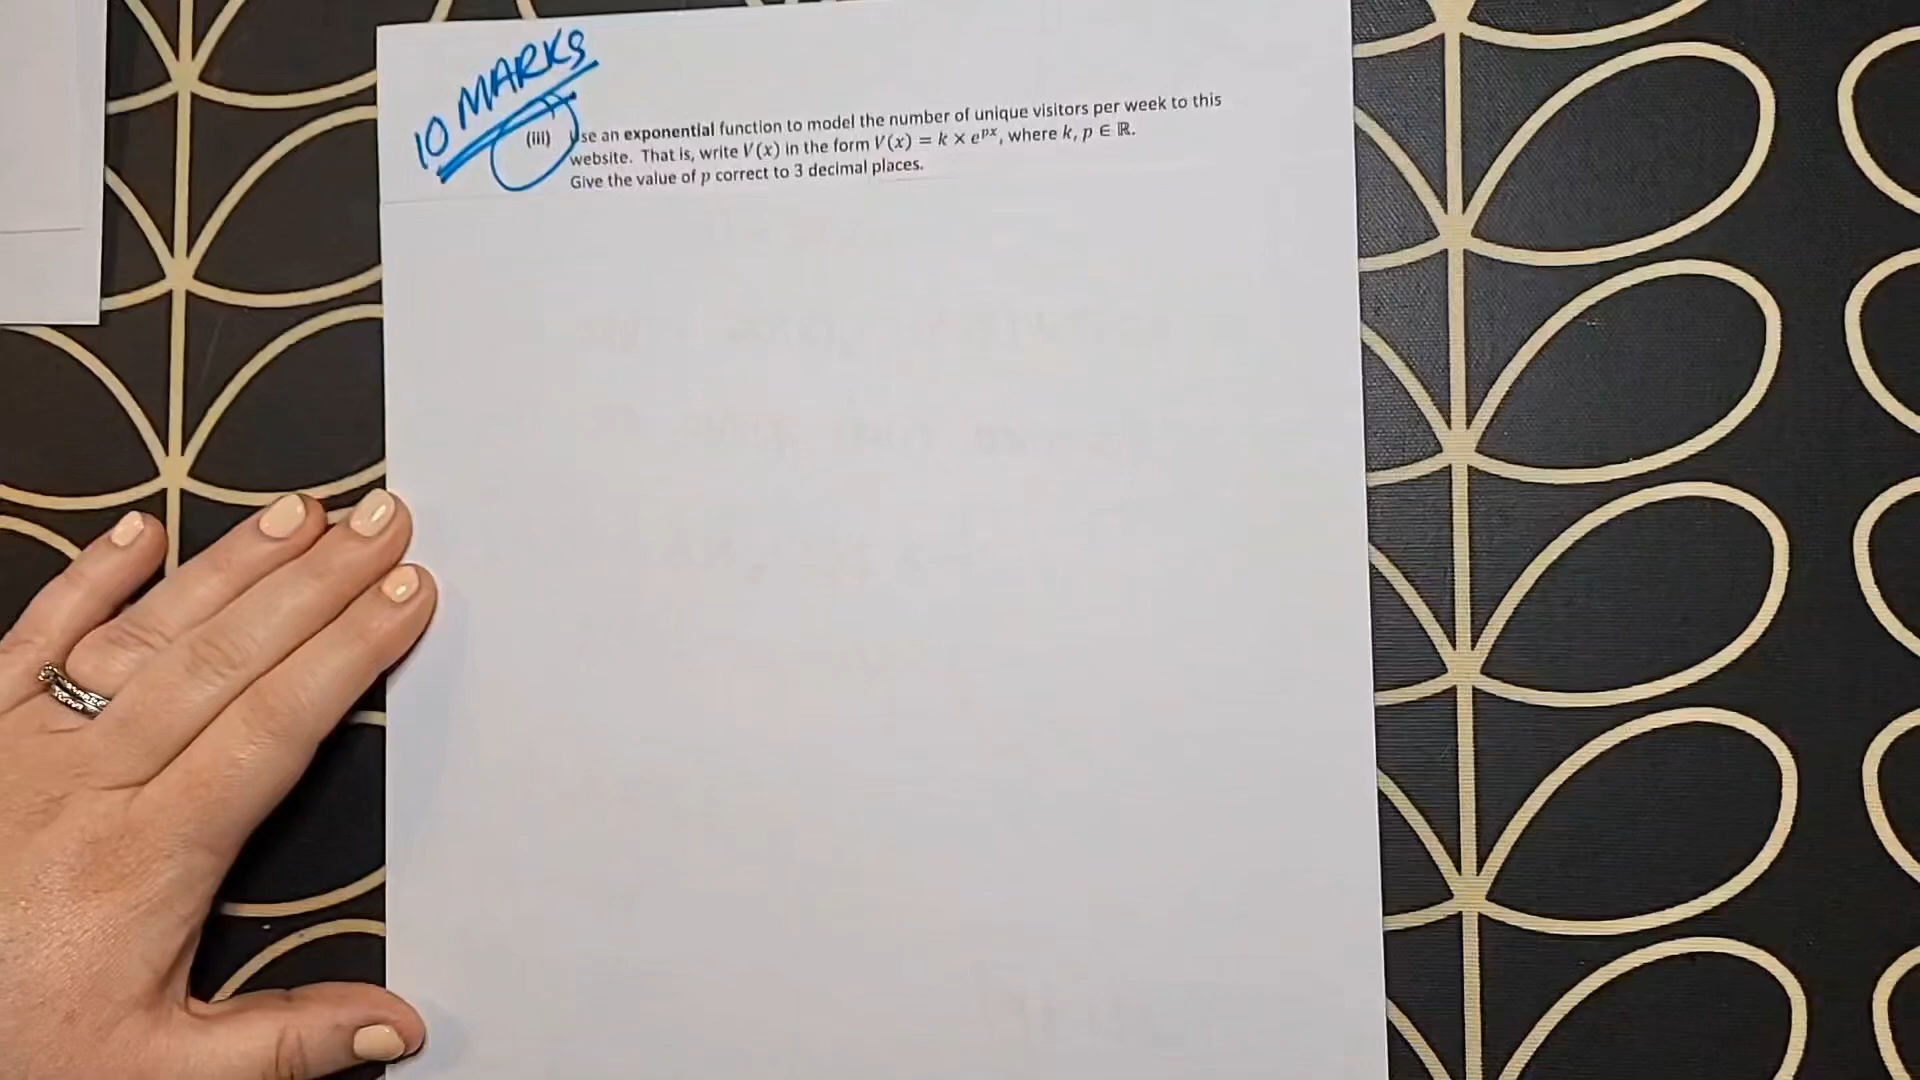 10 MARKS
(iii) Use an exponential function to model the number of unique visitors per week to this
website. That is, write V(x) in the form V(x) = k × e^{px}, where k, p ∈ ℝ.
Give the value of p correct to 3 decimal places.